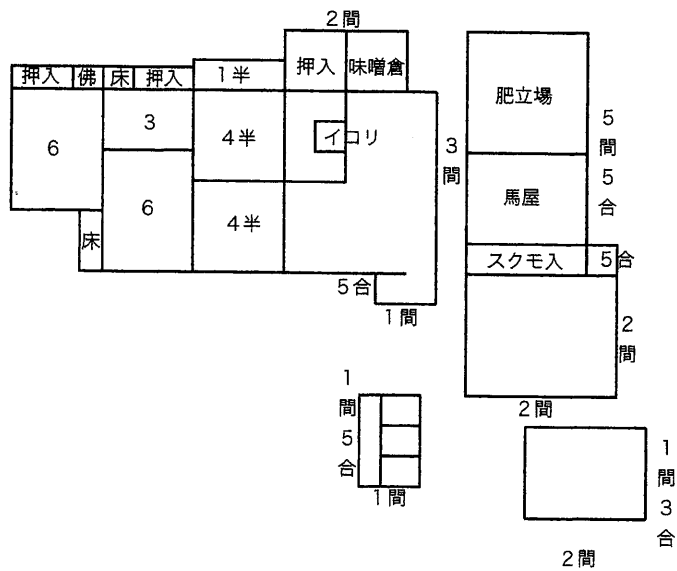 2間
押入 佛 床 押入 1半 押入 味噌倉
6 3 4半 イコリ
6 4半
床
5合
1間
3間
肥立場
馬屋
スクモ入 5合
5間5合
2間
2間
1間5合
1間
1間3合
2間